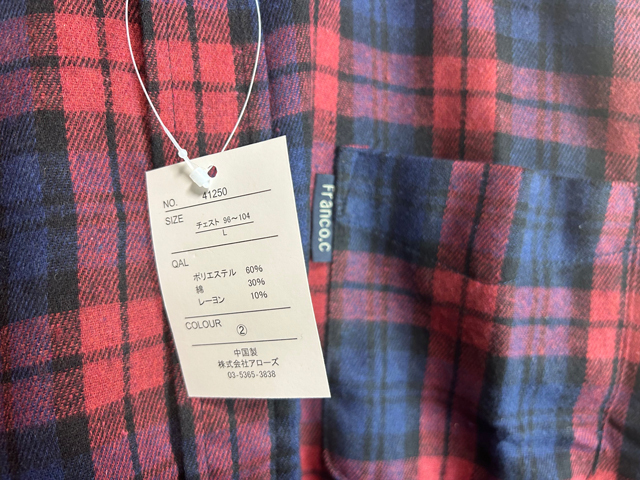 NO. 41250
SIZE
チェスト 96〜104
L
QAL
ポリエステル 60%
綿 30%
レーヨン 10%
COLOUR ②
中国製
株式会社アローズ
03-5365-3838
Franco.c